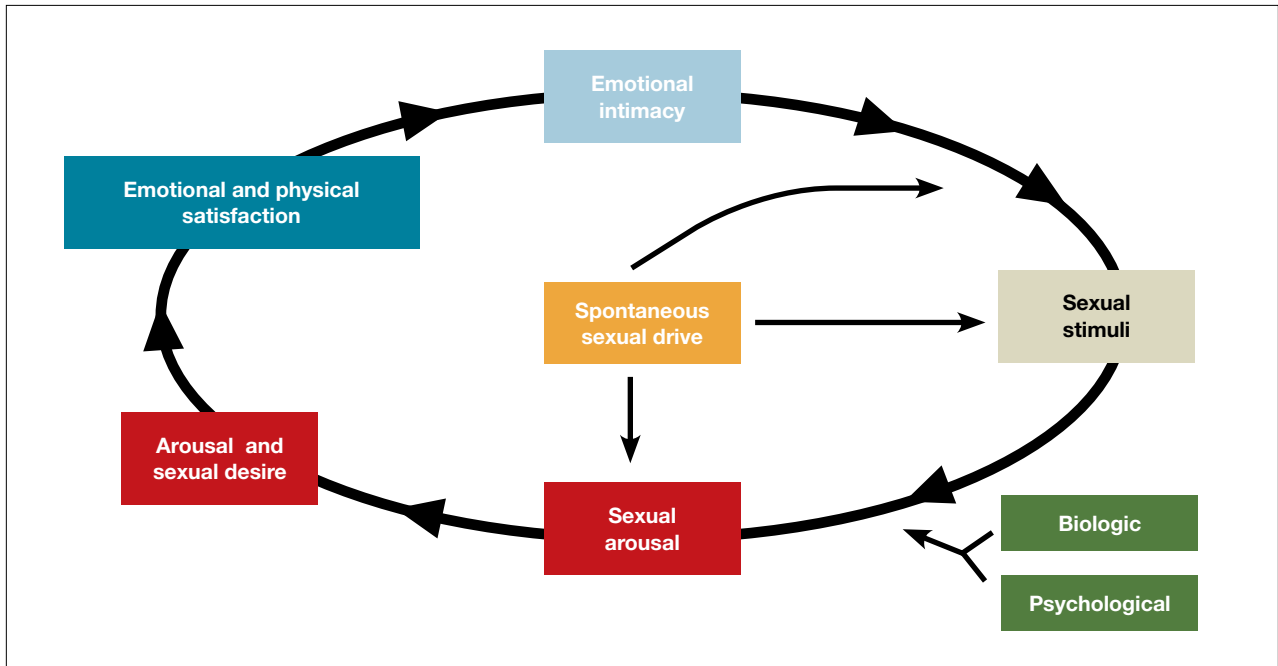 Emotional
intimacy
Emotional and physical
satisfaction
Spontaneous
sexual drive
Sexual
stimuli
Arousal and
sexual desire
Sexual
arousal
Biologic
Psychological